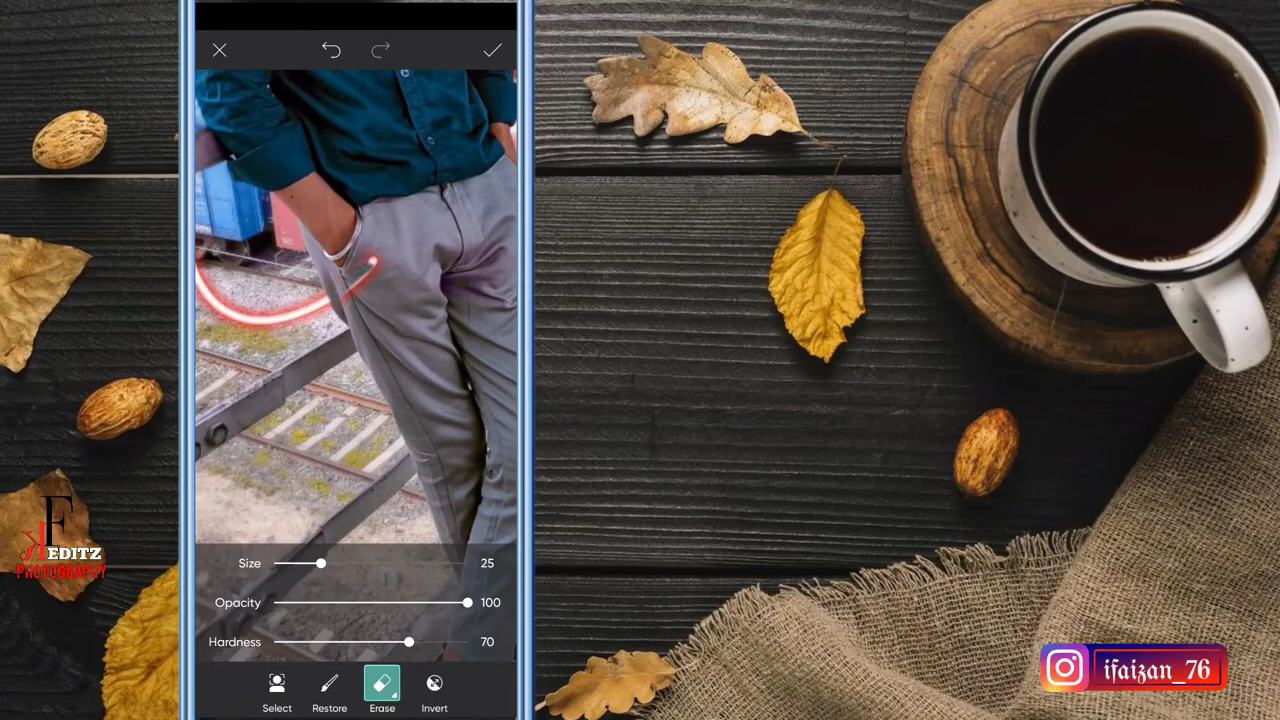 Size 25
Opacity 100
Hardness 70
Select Restore Erase Invert
F
K EDITZ
PHOTOGRAPHY
ifaizan_76